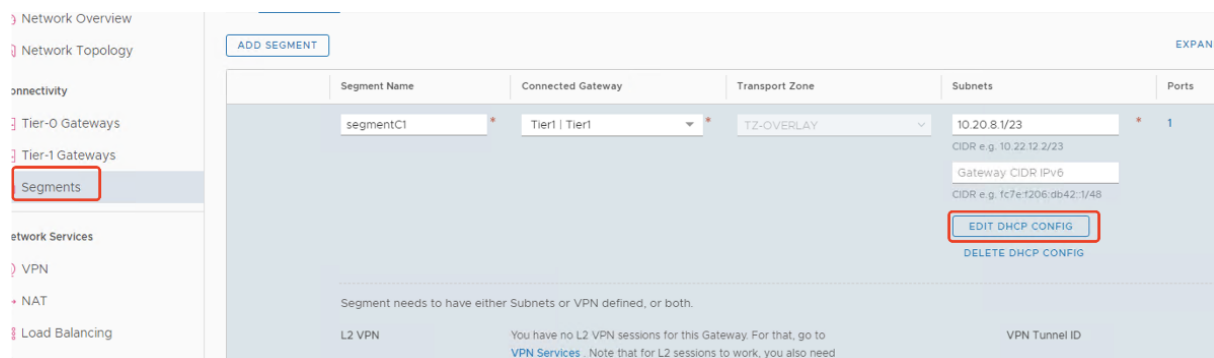 Network Overview
Network Topology
ADD SEGMENT
EXPAN
onnectivity
Segment Name
Connected Gateway
Transport Zone
Subnets
Ports
Tier-0 Gateways
segmentC1 *
Tier1 | Tier1 *
TZ-OVERLAY
10.20.8.1/23 *
1
CIDR e.g. 10.22.12.2/23
Tier-1 Gateways
Gateway CIDR IPv6
Segments
CIDR e.g. fc7e:f206:db42::1/48
EDIT DHCP CONFIG
etwork Services
DELETE DHCP CONFIG
VPN
NAT
Segment needs to have either Subnets or VPN defined, or both.
Load Balancing
L2 VPN
You have no L2 VPN sessions for this Gateway. For that, go to
VPN Services . Note that for L2 sessions to work, you also need
VPN Tunnel ID